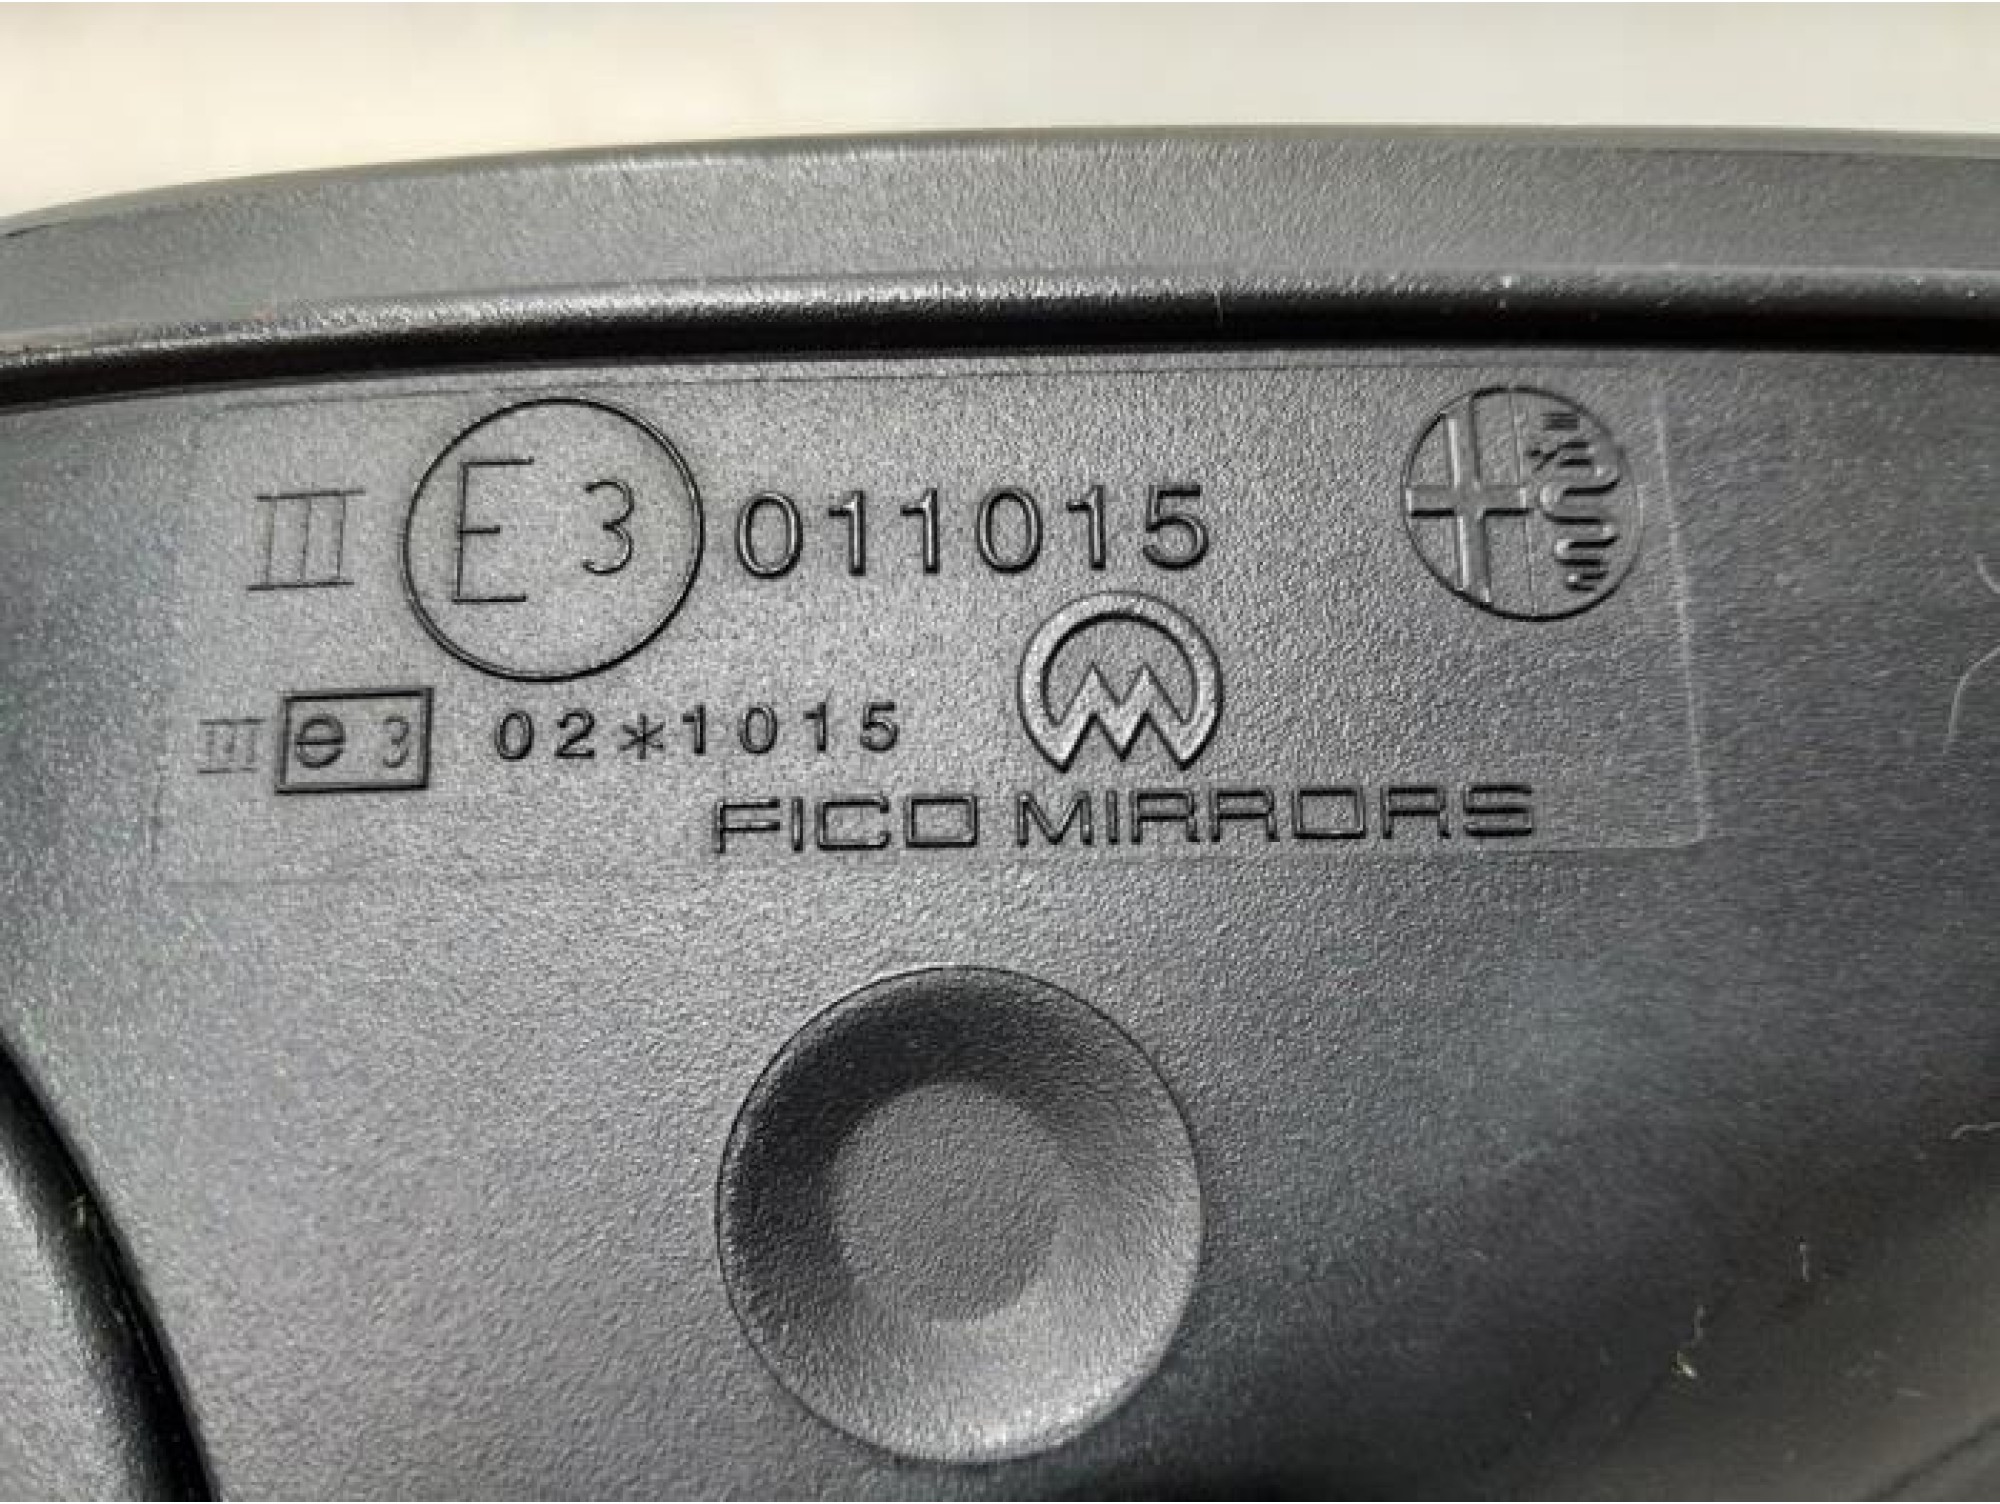 III E 3 011015
III e 3 02*1015
FICO MIRRORS